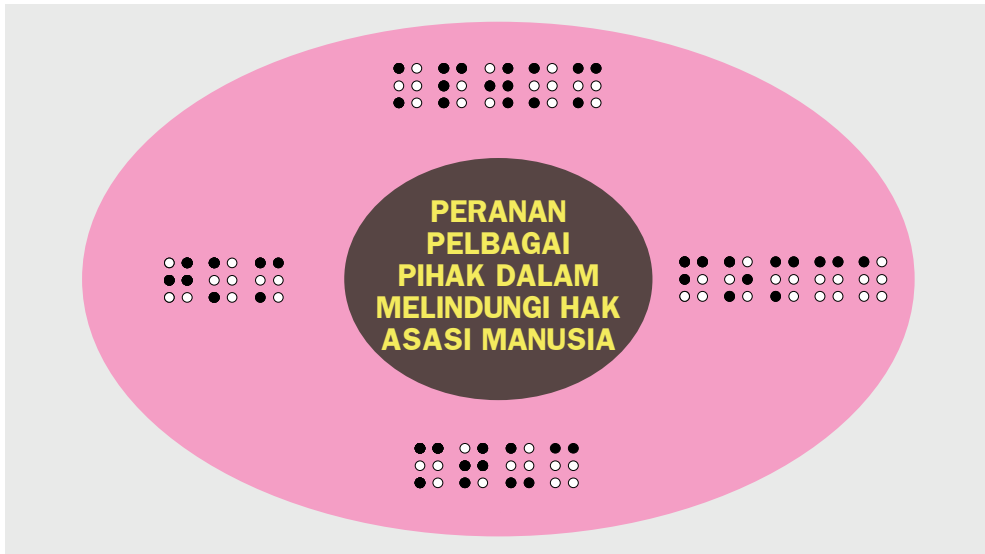 ⠅⠏⠺⠅⠍
⠚⠅⠍
PERANAN
PELBAGAI
PIHAK DALAM
MELINDUNGI HAK
ASASI MANUSIA
⠋⠕⠍⠉⠁
⠍⠞⠥⠉